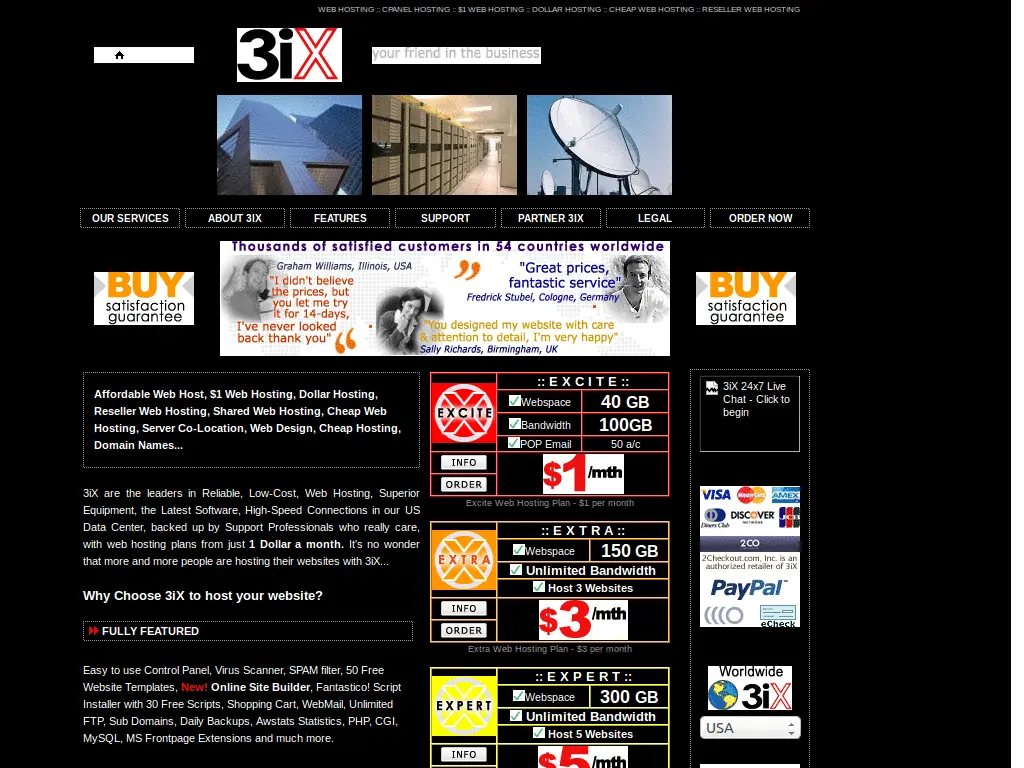 WEB HOSTING :: CPANEL HOSTING :: $1 WEB HOSTING :: DOLLAR HOSTING :: CHEAP WEB HOSTING :: RESELLER WEB HOSTING
3iX
your friend in the business
OUR SERVICES
ABOUT 3IX
FEATURES
SUPPORT
PARTNER 3IX
LEGAL
ORDER NOW
BUY
satisfaction
guarantee
Thousands of satisfied customers in 54 countries worldwide
Graham Williams, Illinois, USA
"I didn't believe
the prices, but
you let me try
it for 14-days,
I've never looked
back thank you"
"Great prices,
fantastic service"
Fredrick Stubel, Cologne, Germany
"You designed my website with care
& attention to detail, I'm very happy"
Sally Richards, Birmingham, UK
BUY
satisfaction
guarantee
Affordable Web Host, $1 Web Hosting, Dollar Hosting,
Reseller Web Hosting, Shared Web Hosting, Cheap Web
Hosting, Server Co-Location, Web Design, Cheap Hosting,
Domain Names...
3iX are the leaders in Reliable, Low-Cost, Web Hosting, Superior
Equipment, the Latest Software, High-Speed Connections in our US
Data Center, backed up by Support Professionals who really care,
with web hosting plans from just 1 Dollar a month. It's no wonder
that more and more people are hosting their websites with 3iX...
Why Choose 3iX to host your website?
FULLY FEATURED
Easy to use Control Panel, Virus Scanner, SPAM filter, 50 Free
Website Templates, New! Online Site Builder, Fantastico! Script
Installer with 30 Free Scripts, Shopping Cart, WebMail, Unlimited
FTP, Sub Domains, Daily Backups, Awstats Statistics, PHP, CGI,
MySQL, MS Frontpage Extensions and much more.
EXCITE
:: E X C I T E ::
Webspace 40 GB
Bandwidth 100GB
POP Email 50 a/c
INFO
ORDER
$1/mth
Excite Web Hosting Plan - $1 per month
EXTRA
:: E X T R A ::
Webspace 150 GB
Unlimited Bandwidth
Host 3 Websites
INFO
ORDER
$3/mth
Extra Web Hosting Plan - $3 per month
EXPERT
:: E X P E R T ::
Webspace 300 GB
Unlimited Bandwidth
Host 5 Websites
INFO
$5/mth
3iX 24x7 Live
Chat - Click to
begin
VISA MasterCard AMEX
Diners Club DISCOVER NETWORK JCB
2CO
2Checkout.com, Inc. is an
authorized retailer of 3iX
PayPal
eCheck
Worldwide
3iX
USA